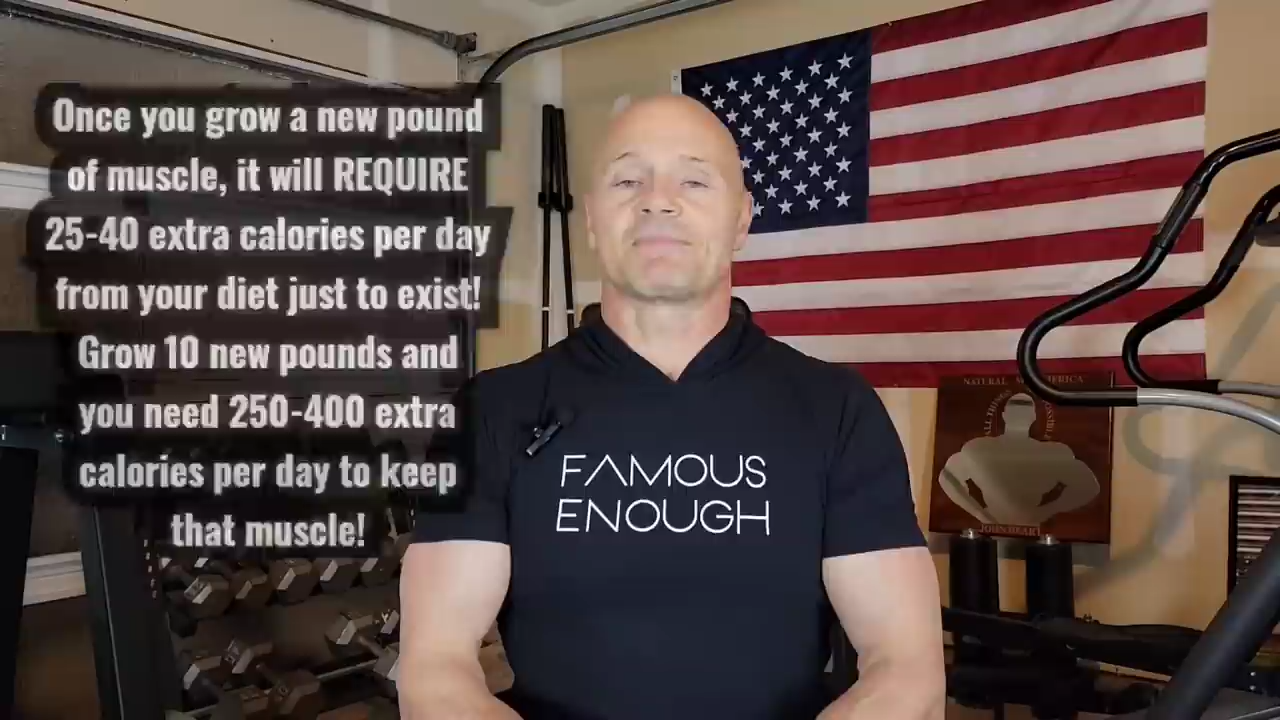 Once you grow a new pound
of muscle, it will REQUIRE
25-40 extra calories per day
from your diet just to exist!
Grow 10 new pounds and
you need 250-400 extra
calories per day to keep
that muscle!
FAMOUS
ENOUGH
NATURAL